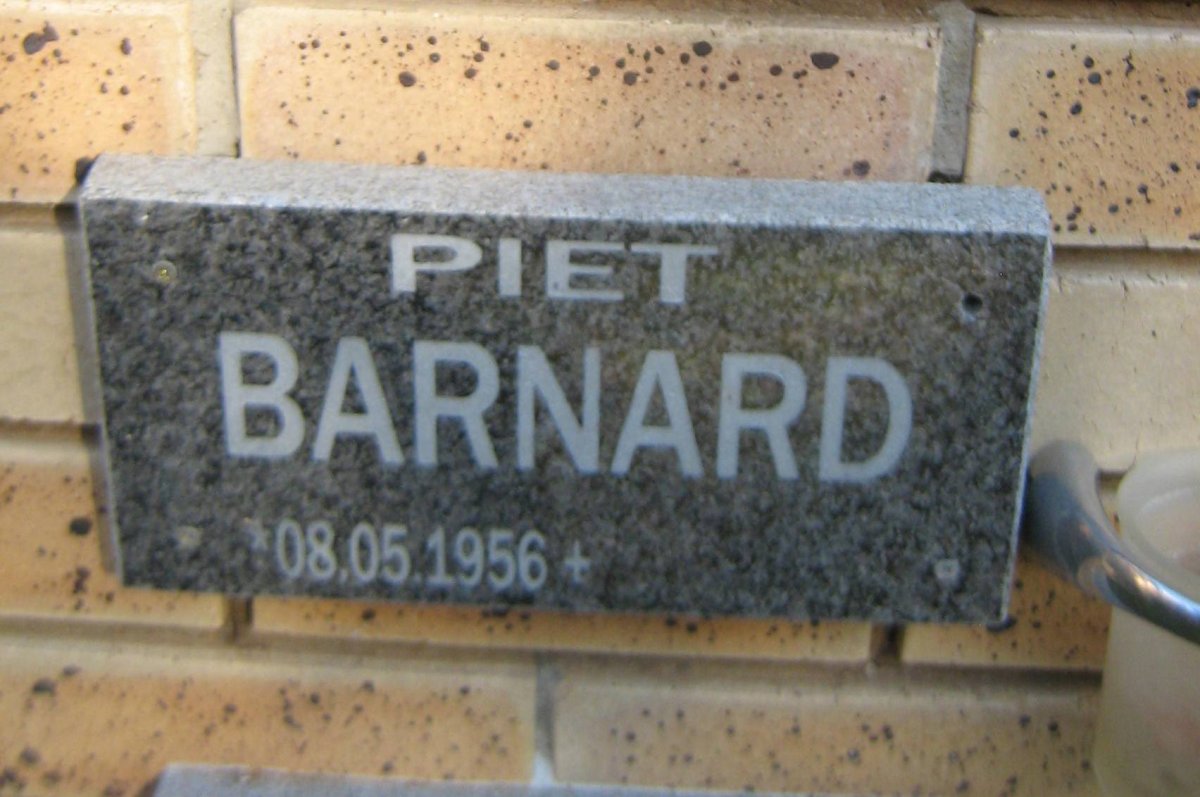 PIET
BARNARD
*08.05.1956 +